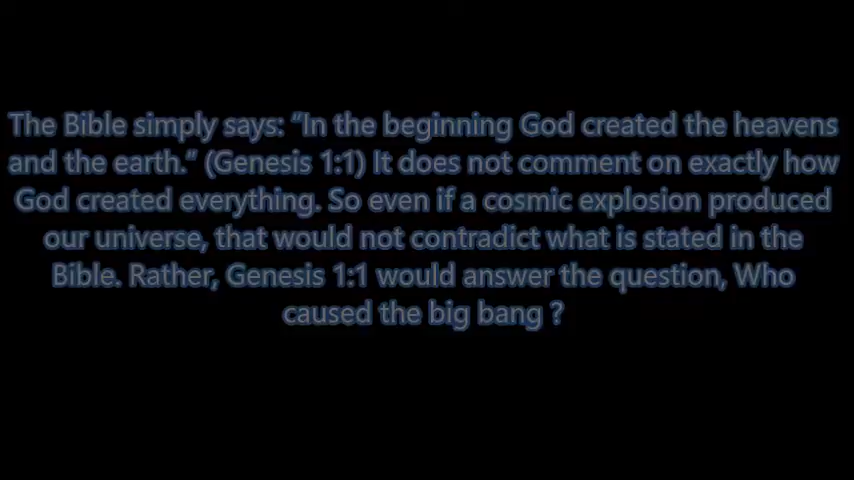 The Bible simply says: “In the beginning God created the heavens
and the earth.” (Genesis 1:1) It does not comment on exactly how
God created everything. So even if a cosmic explosion produced
our universe, that would not contradict what is stated in the
Bible. Rather, Genesis 1:1 would answer the question, Who
caused the big bang ?